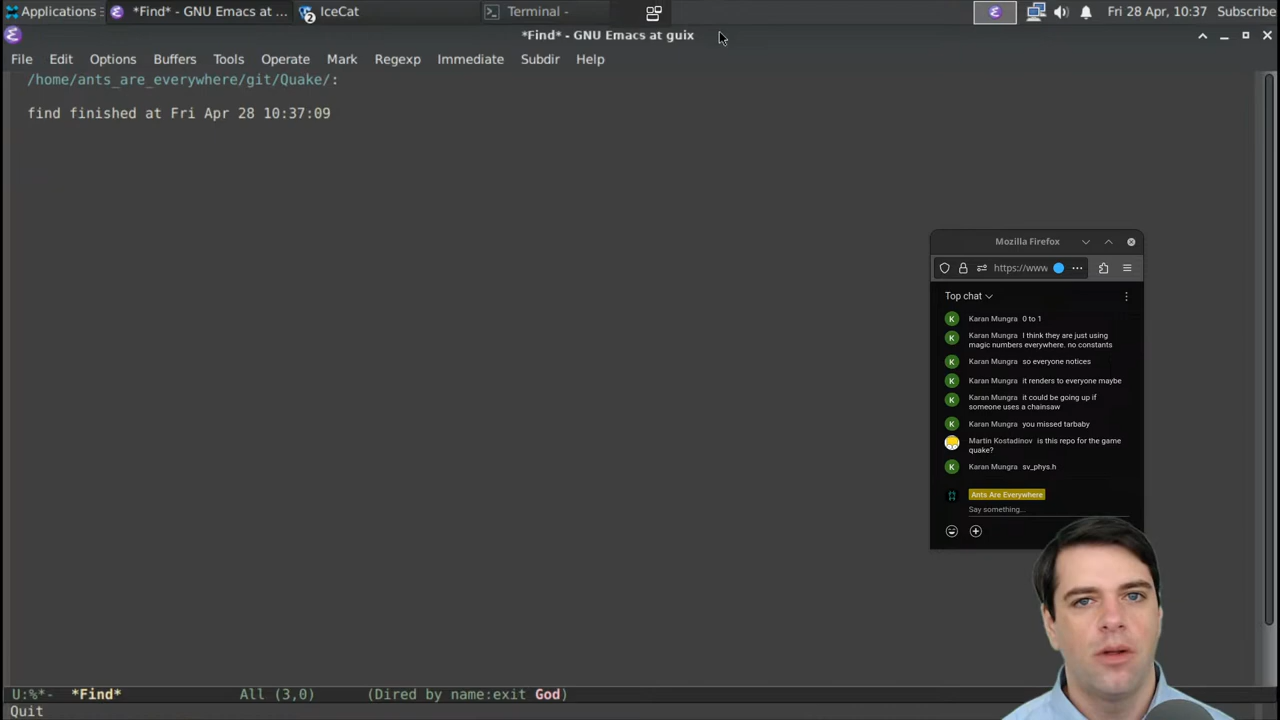 Applications
*Find* - GNU Emacs at ...
2
IceCat
Terminal -
Fri 28 Apr, 10:37
Subscribe
*Find* - GNU Emacs at guix
File Edit Options Buffers Tools Operate Mark Regexp Immediate Subdir Help
/home/ants_are_everywhere/git/Quake/:
find finished at Fri Apr 28 10:37:09
Mozilla Firefox
https://www
Top chat
K Karan Mungra 0 to 1
K Karan Mungra I think they are just using
magic numbers everywhere. no constants
K Karan Mungra so everyone notices
K Karan Mungra it renders to everyone maybe
K Karan Mungra it could be going up if
someone uses a chainsaw
K Karan Mungra you missed tarbaby
Martin Kostadinov is this repo for the game
quake?
K Karan Mungra sv_phys.h
Ants Are Everywhere
Say something...
U:%*- *Find* All (3,0) (Dired by name:exit God)
Quit